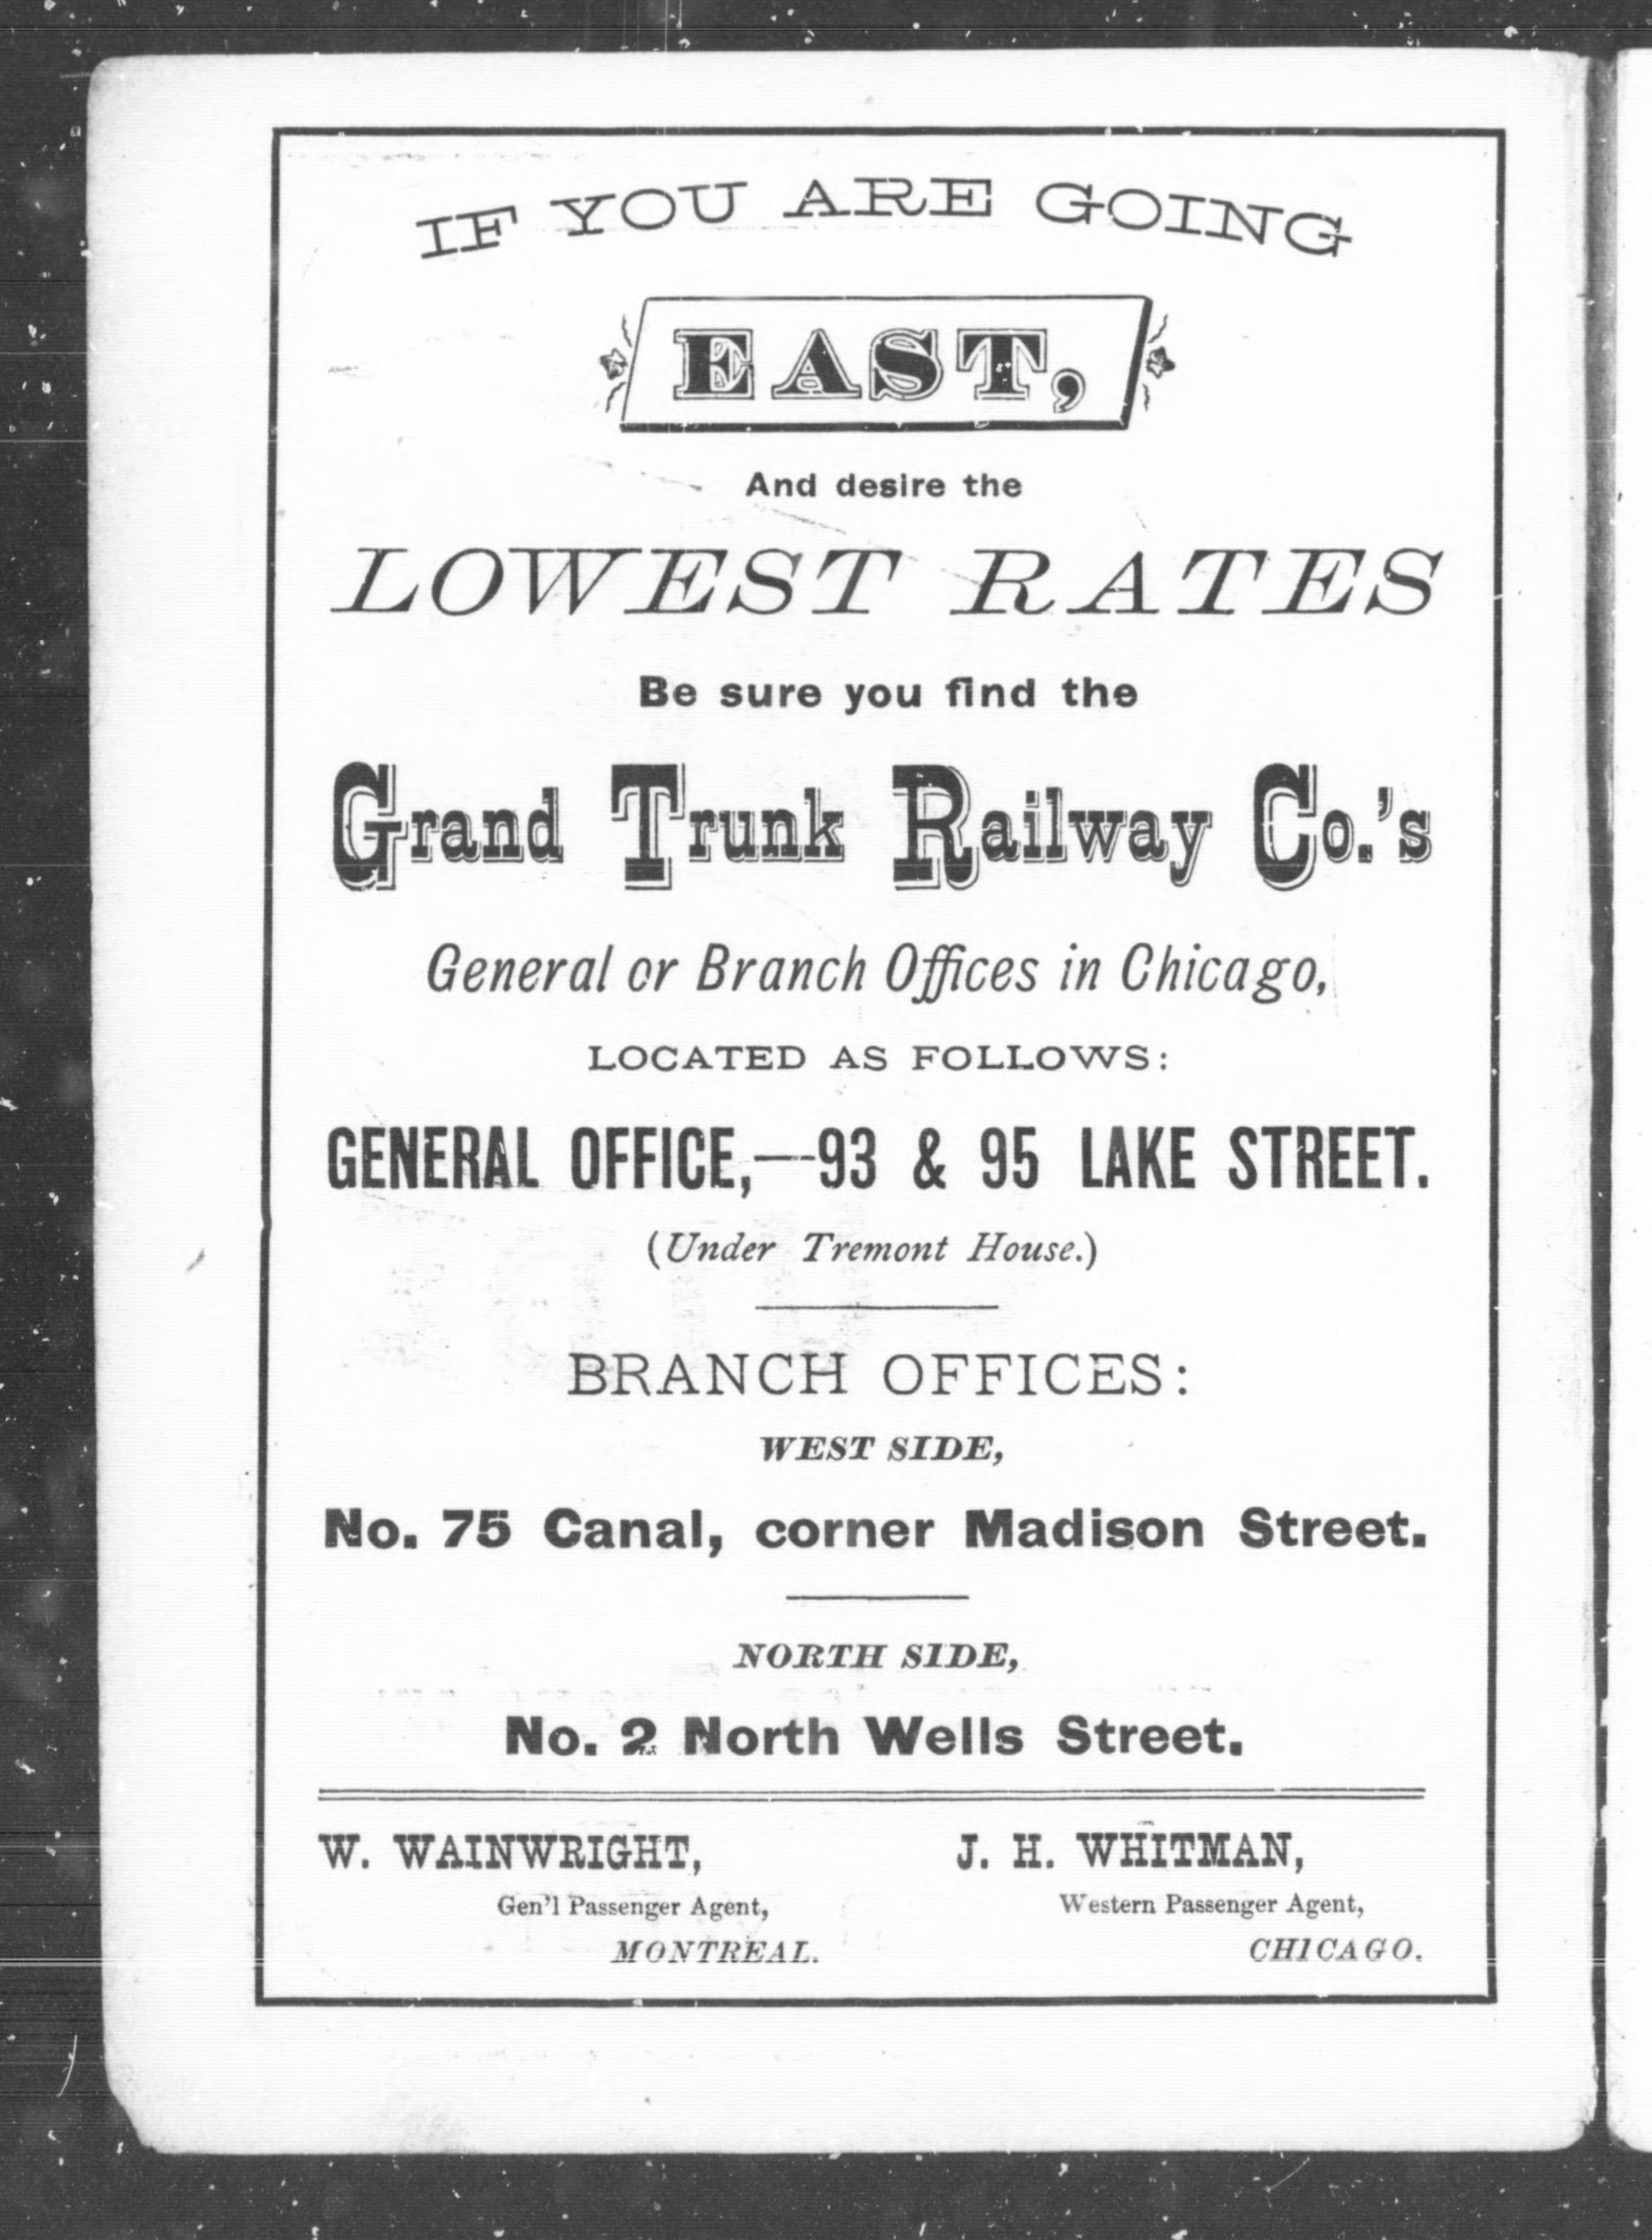 IF YOU ARE GOING
EAST,
And desire the
LOWEST RATES
Be sure you find the
Grand Trunk Railway Co.'s
General or Branch Offices in Chicago,
LOCATED AS FOLLOWS:
GENERAL OFFICE,—93 & 95 LAKE STREET.
(Under Tremont House.)
BRANCH OFFICES:
WEST SIDE,
No. 75 Canal, corner Madison Street.
NORTH SIDE,
No. 2 North Wells Street.
W. WAINWRIGHT,
Gen'l Passenger Agent,
MONTREAL.
J. H. WHITMAN,
Western Passenger Agent,
CHICAGO.